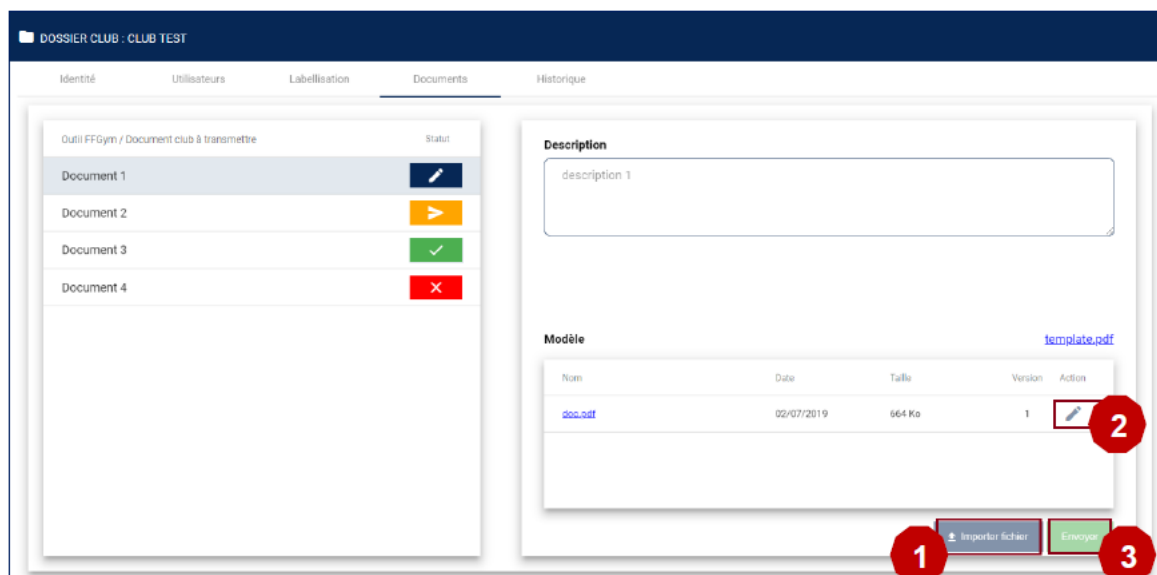 DOSSIER CLUB : CLUB TEST
Identité Utilisateurs Labellisation Documents Historique
Outil FFGym / Document club à transmettre Statut
Document 1
Document 2
Document 3
Document 4
Description
description 1
Modèle template.pdf
Nom Date Taille Version Action
doc.pdf 02/07/2019 664 Ko 1
2
1 Importer fichier Envoyer 3